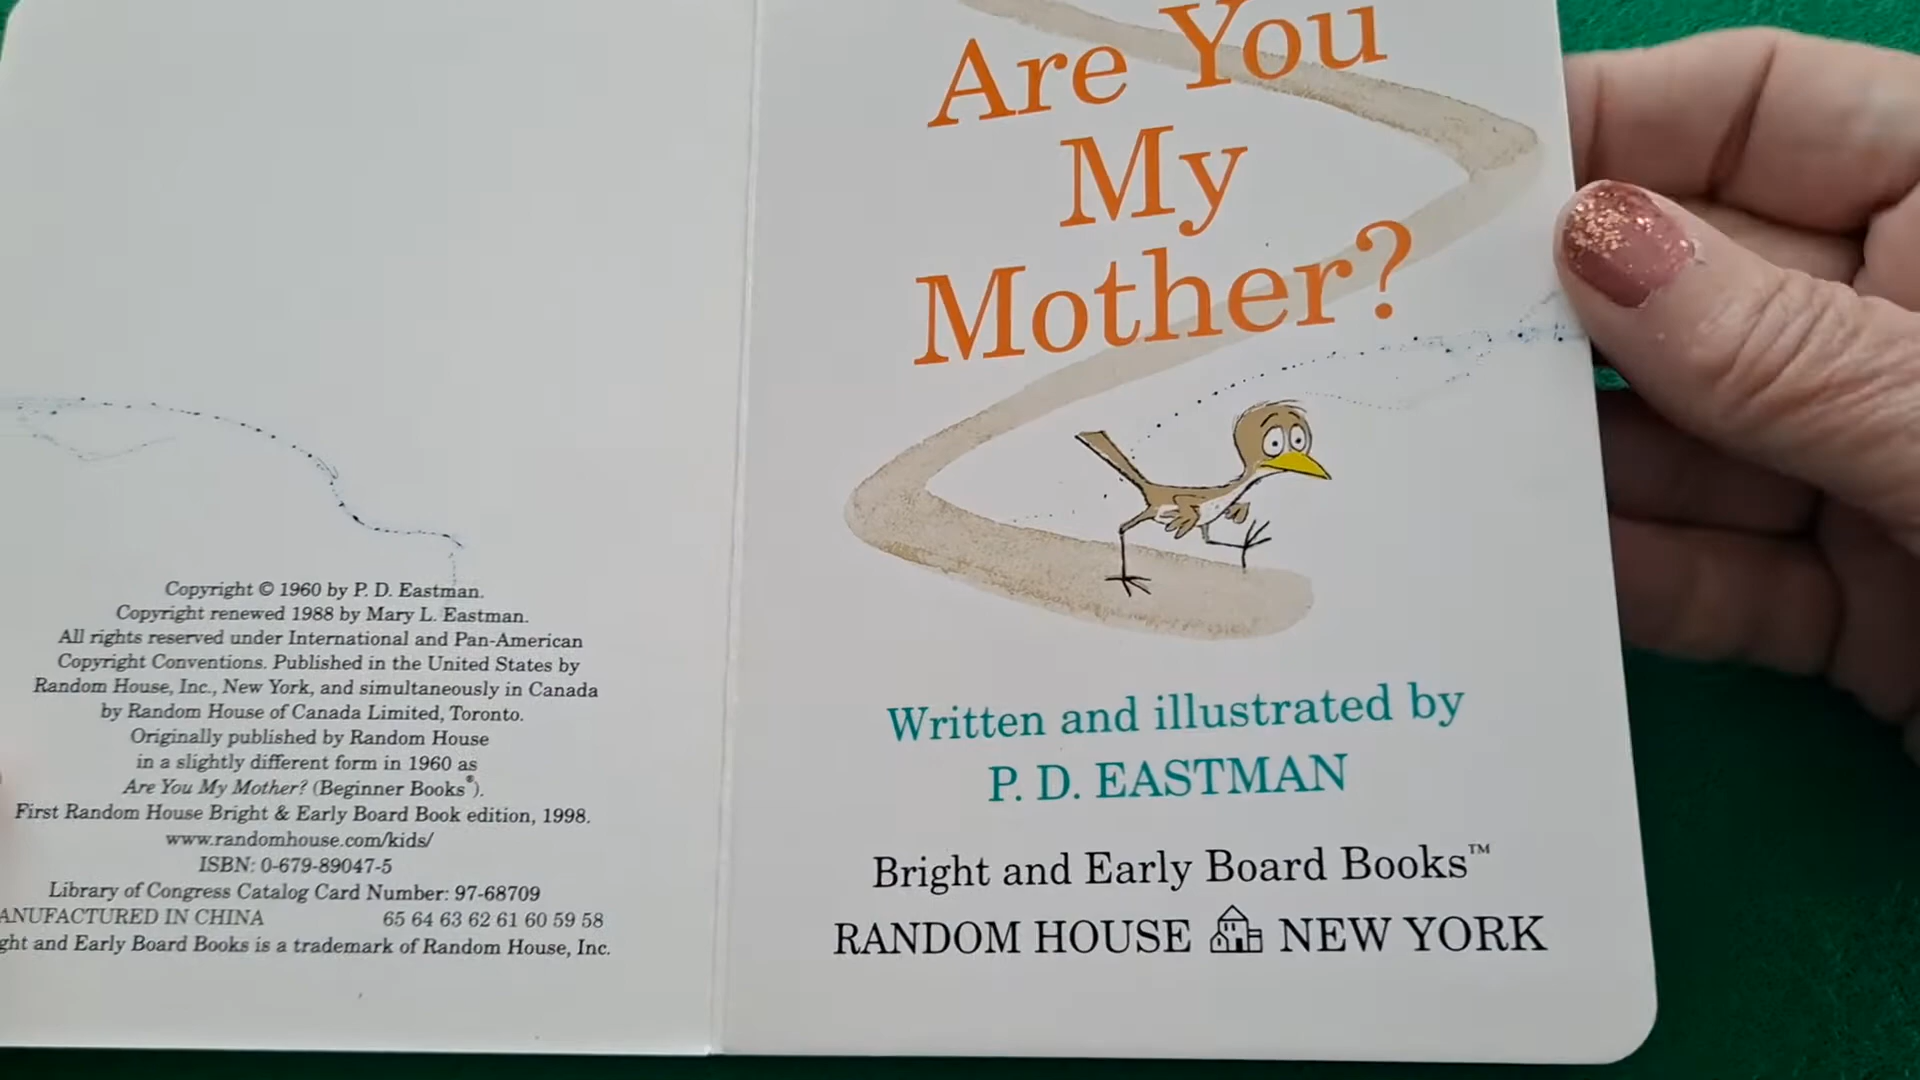 Copyright © 1960 by P. D. Eastman.
Copyright renewed 1988 by Mary L. Eastman.
All rights reserved under International and Pan-American
Copyright Conventions. Published in the United States by
Random House, Inc., New York, and simultaneously in Canada
by Random House of Canada Limited, Toronto.
Originally published by Random House
in a slightly different form in 1960 as
Are You My Mother? (Beginner Books®).
First Random House Bright & Early Board Book edition, 1998.
www.randomhouse.com/kids/
ISBN: 0-679-89047-5
Library of Congress Catalog Card Number: 97-68709
ANUFACTURED IN CHINA 65 64 63 62 61 60 59 58
ght and Early Board Books is a trademark of Random House, Inc.
Are You
My
Mother?
Written and illustrated by
P. D. EASTMAN
Bright and Early Board Books™
RANDOM HOUSE NEW YORK